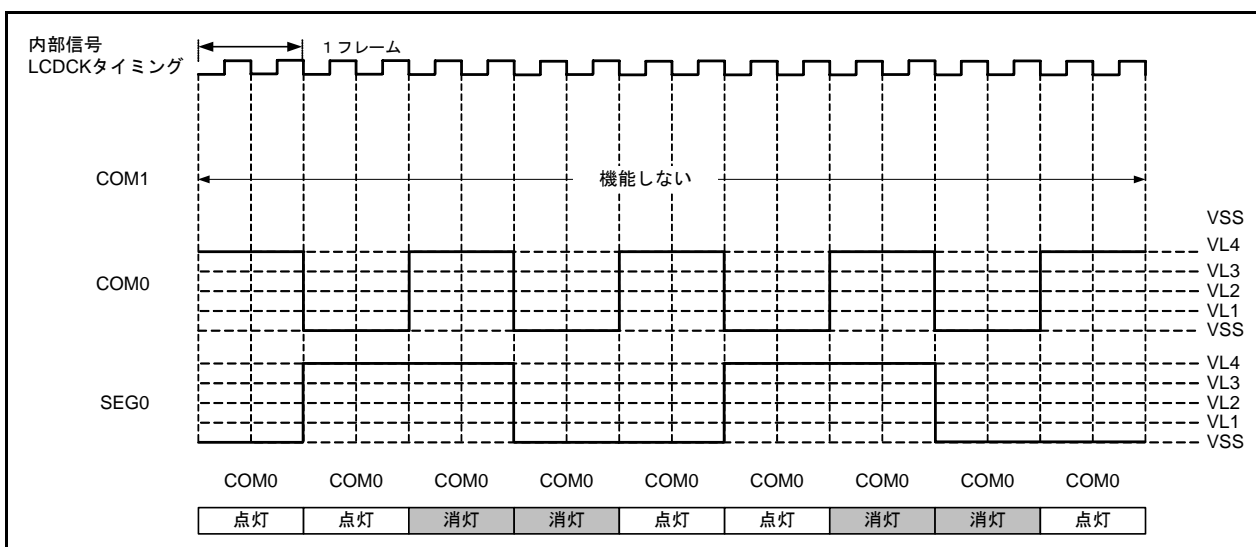 内部信号
LCDCKタイミング
1 フレーム
COM1
機能しない
VSS
COM0
VL4
VL3
VL2
VL1
VSS
SEG0
VL4
VL3
VL2
VL1
VSS
COM0 COM0 COM0 COM0 COM0 COM0 COM0 COM0 COM0
点灯 点灯 消灯 消灯 点灯 点灯 消灯 消灯 点灯